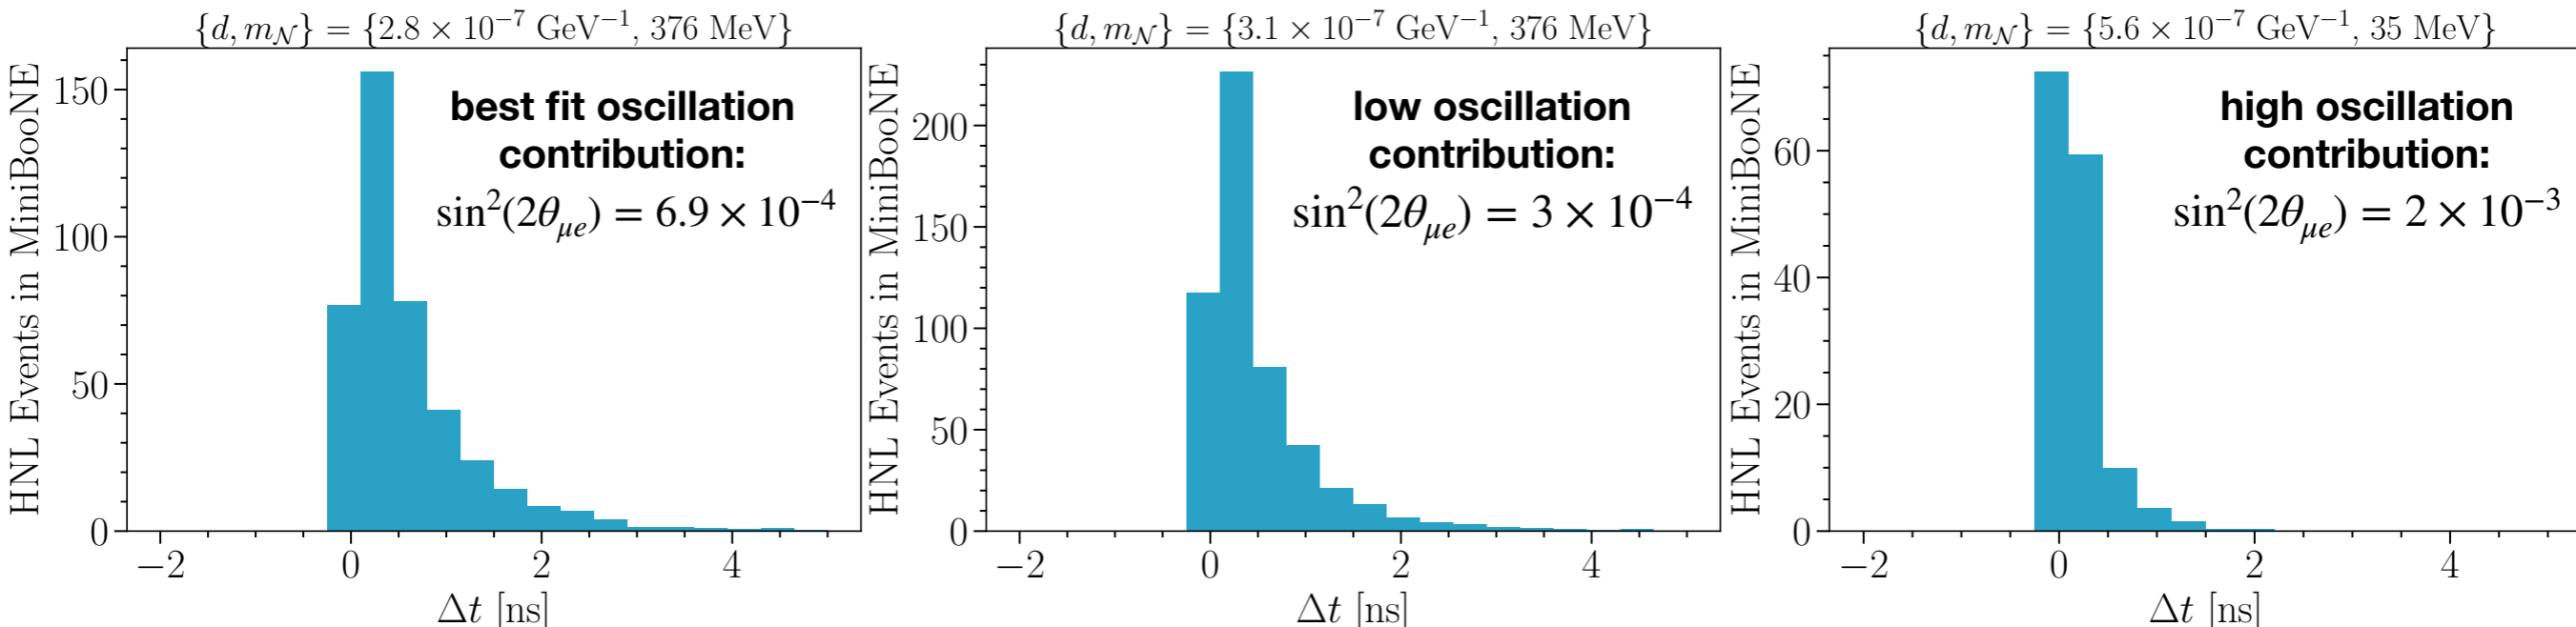 {d, m_𝒩} = {2.8 × 10⁻⁷ GeV⁻¹, 376 MeV}
best fit oscillation
contribution:
sin²(2θ_μe) = 6.9 × 10⁻⁴
HNL Events in MiniBooNE
150
100
50
0
−2
0
2
4
Δt [ns]
{d, m_𝒩} = {3.1 × 10⁻⁷ GeV⁻¹, 376 MeV}
low oscillation
contribution:
sin²(2θ_μe) = 3 × 10⁻⁴
HNL Events in MiniBooNE
200
150
100
50
0
−2
0
2
4
Δt [ns]
{d, m_𝒩} = {5.6 × 10⁻⁷ GeV⁻¹, 35 MeV}
high oscillation
contribution:
sin²(2θ_μe) = 2 × 10⁻³
HNL Events in MiniBooNE
60
40
20
0
−2
0
2
4
Δt [ns]